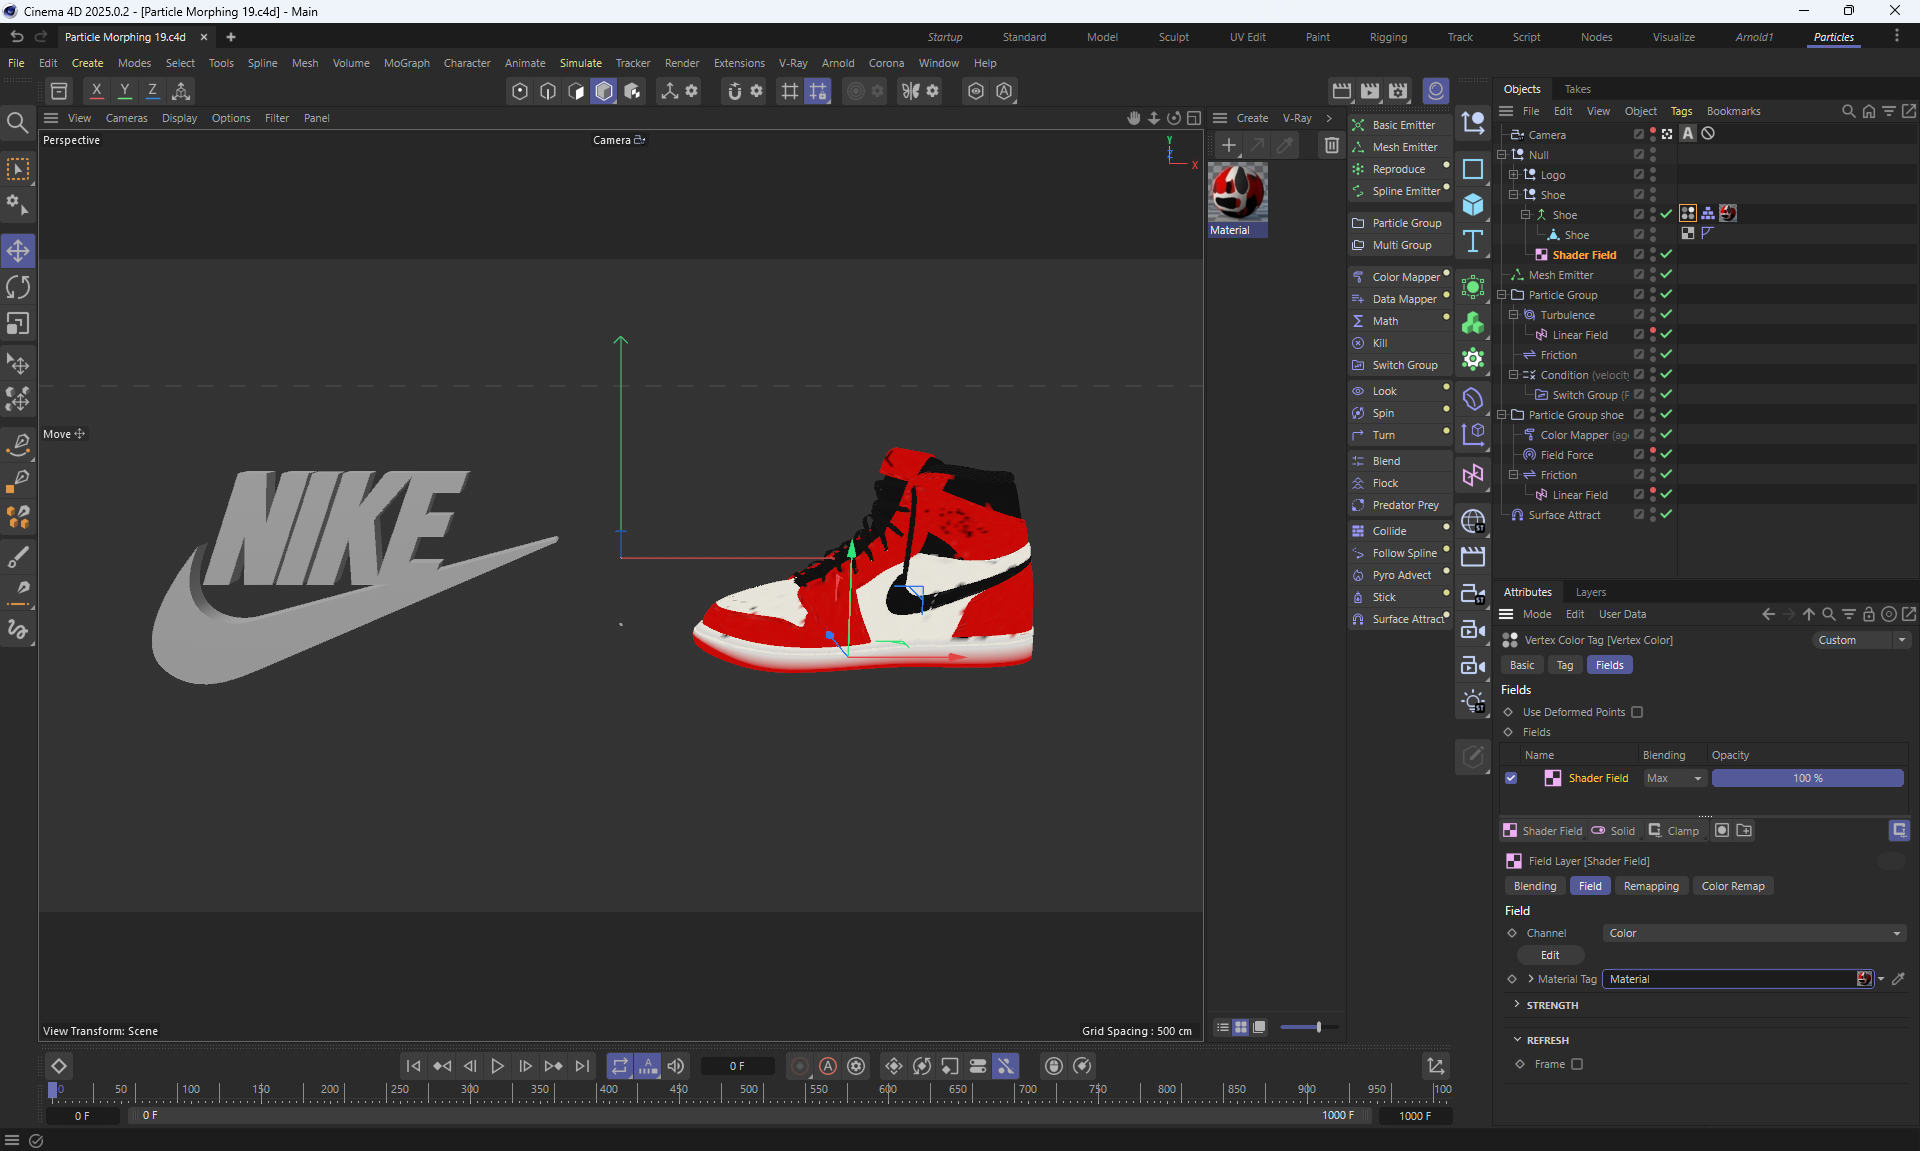 Cinema 4D 2025.0.2 - [Particle Morphing 19.c4d] - Main
Particle Morphing 19.c4d
Startup Standard Model Sculpt UV Edit Paint Rigging Track Script Nodes Visualize Arnold1 Particles
File Edit Create Modes Select Tools Spline Mesh Volume MoGraph Character Animate Simulate Tracker Render Extensions V-Ray Arnold Corona Window Help
X Y Z
View Cameras Display Options Filter Panel
Perspective
Camera
Y
Z
X
Move
NIKE
View Transform: Scene
Grid Spacing : 500 cm
Create V-Ray
Material
Basic Emitter
Mesh Emitter
Reproduce
Spline Emitter
Particle Group
Multi Group
Color Mapper
Data Mapper
Math
Kill
Switch Group
Look
Spin
Turn
Blend
Flock
Predator Prey
Collide
Follow Spline
Pyro Advect
Stick
Surface Attract
Objects Takes
File Edit View Object Tags Bookmarks
Camera
Null
Logo
Shoe
Shoe
Shoe
Shader Field
Mesh Emitter
Particle Group
Turbulence
Linear Field
Friction
Condition (velocit
Switch Group (F
Particle Group shoe
Color Mapper (ag
Field Force
Friction
Linear Field
Surface Attract
Attributes Layers
Mode Edit User Data
Vertex Color Tag [Vertex Color]
Custom
Basic Tag Fields
Fields
Use Deformed Points
Fields
Name Blending Opacity
Shader Field Max 100 %
Shader Field Solid Clamp
Field Layer [Shader Field]
Blending Field Remapping Color Remap
Field
Channel Color
Edit
Material Tag Material
STRENGTH
REFRESH
Frame
0 F
0 50 100 150 200 250 300 350 400 450 500 550 600 650 700 750 800 850 900 950 100
0 F 0 F 1000 F 1000 F